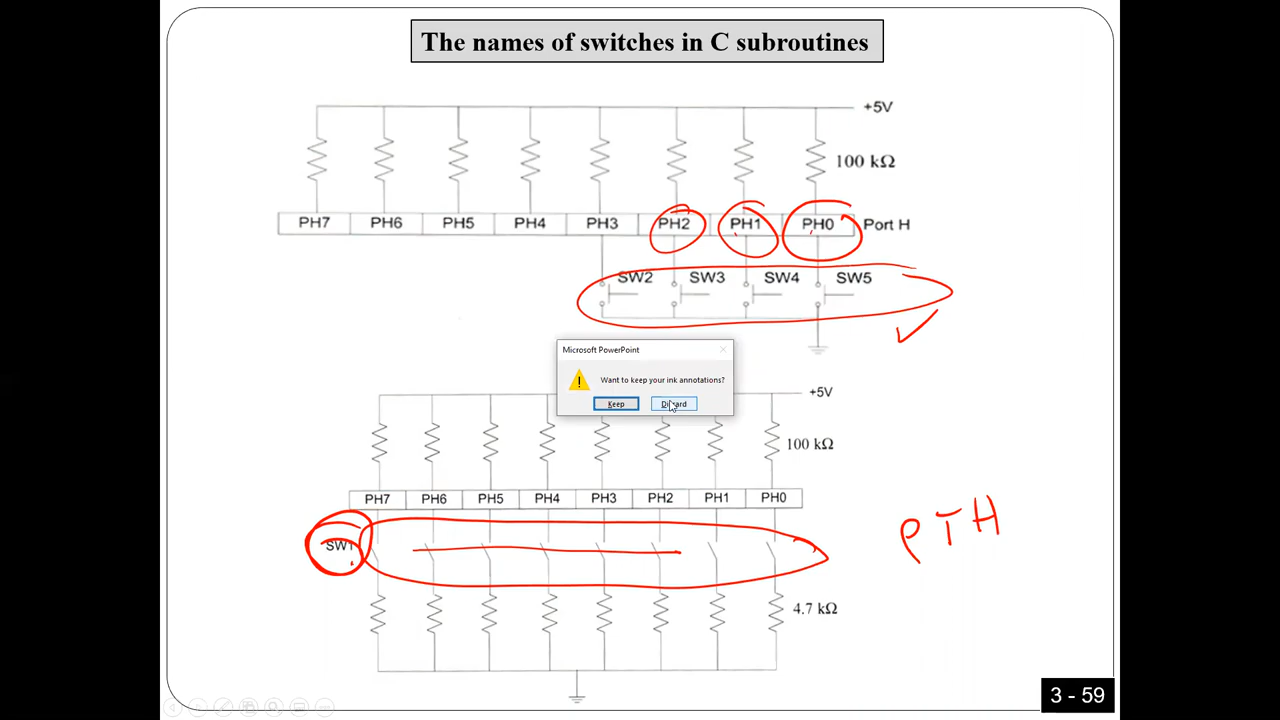 The names of switches in C subroutines
+5V
100 kΩ
PH7 PH6 PH5 PH4 PH3 PH2 PH1 PH0 Port H
SW2 SW3 SW4 SW5
Microsoft PowerPoint
Want to keep your ink annotations?
Keep Discard
+5V
100 kΩ
PH7 PH6 PH5 PH4 PH3 PH2 PH1 PH0
PTH
SW1
4.7 kΩ
3 - 59